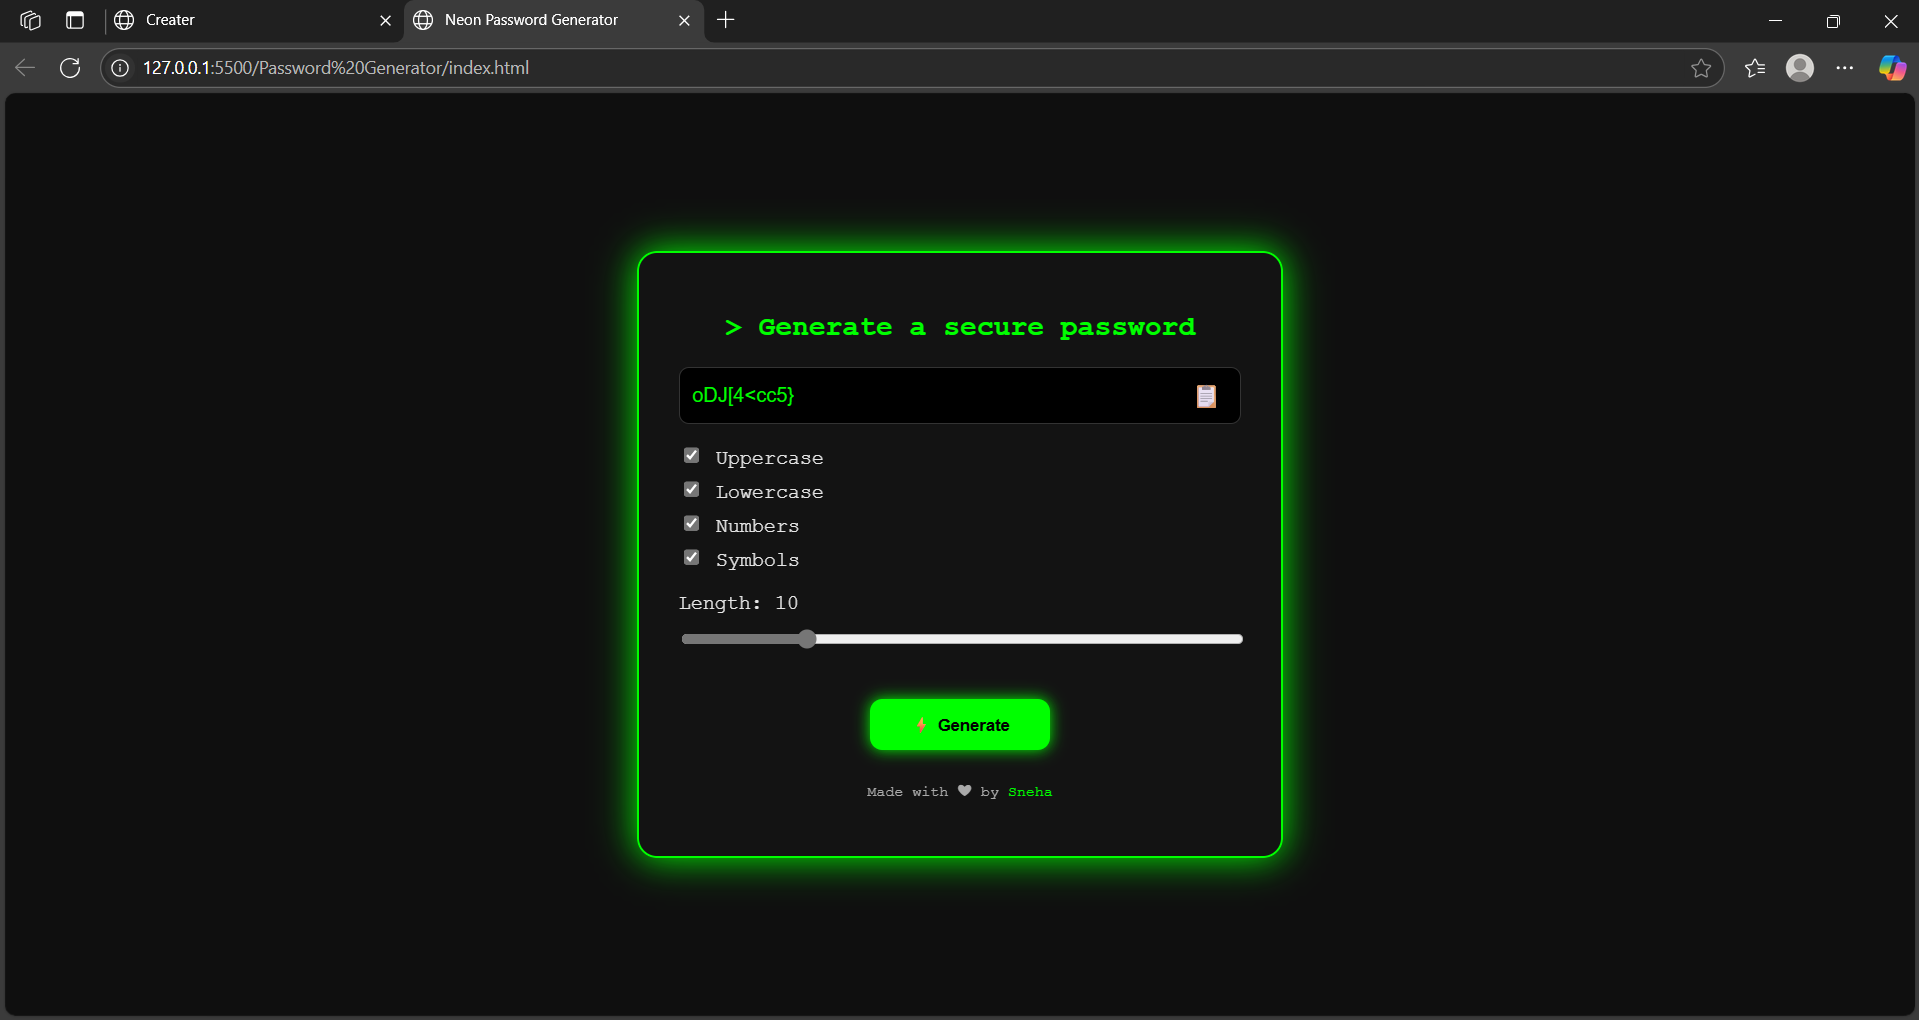 Creater
Neon Password Generator
127.0.0.1:5500/Password%20Generator/index.html
> Generate a secure password
oDJ[4<cc5}
Uppercase
Lowercase
Numbers
Symbols
Length: 10
⚡ Generate
Made with ♥ by Sneha